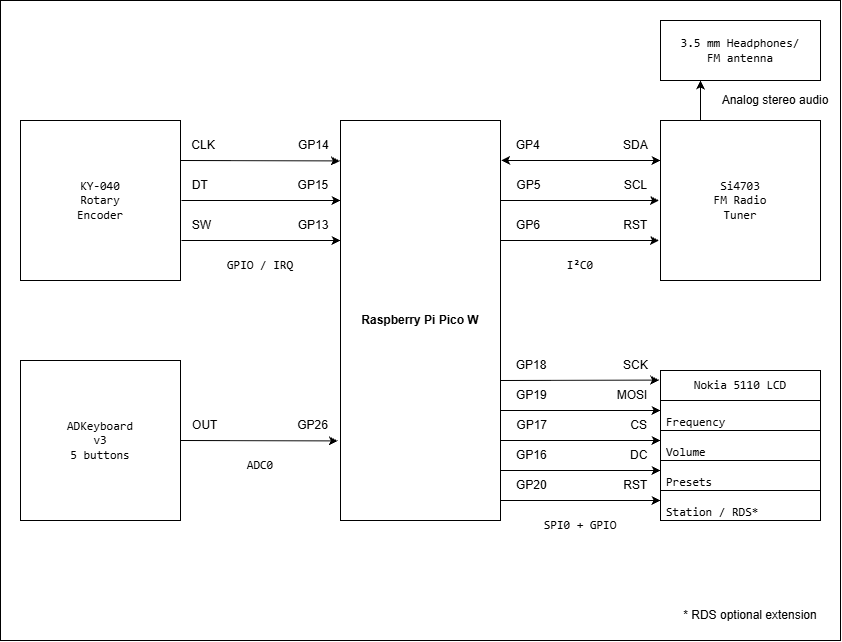 3.5 mm Headphones/
FM antenna
Analog stereo audio
KY-040
Rotary
Encoder
CLK GP14
DT GP15
SW GP13
GPIO / IRQ
Raspberry Pi Pico W
GP4 SDA
GP5 SCL
GP6 RST
I²C0
Si4703
FM Radio
Tuner
ADKeyboard
v3
5 buttons
OUT GP26
ADC0
GP18 SCK
GP19 MOSI
GP17 CS
GP16 DC
GP20 RST
SPI0 + GPIO
Nokia 5110 LCD
Frequency
Volume
Presets
Station / RDS*
* RDS optional extension